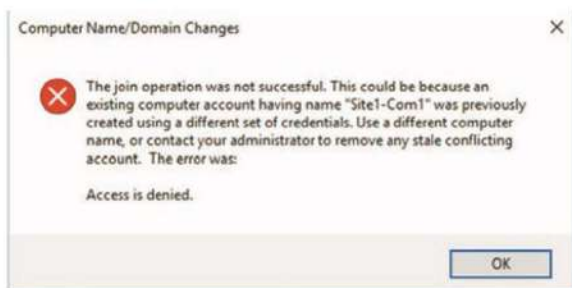 Computer Name/Domain Changes
The join operation was not successful. This could be because an
existing computer account having name "Site1-Com1" was previously
created using a different set of credentials. Use a different computer
name, or contact your administrator to remove any stale conflicting
account. The error was:
Access is denied.
OK